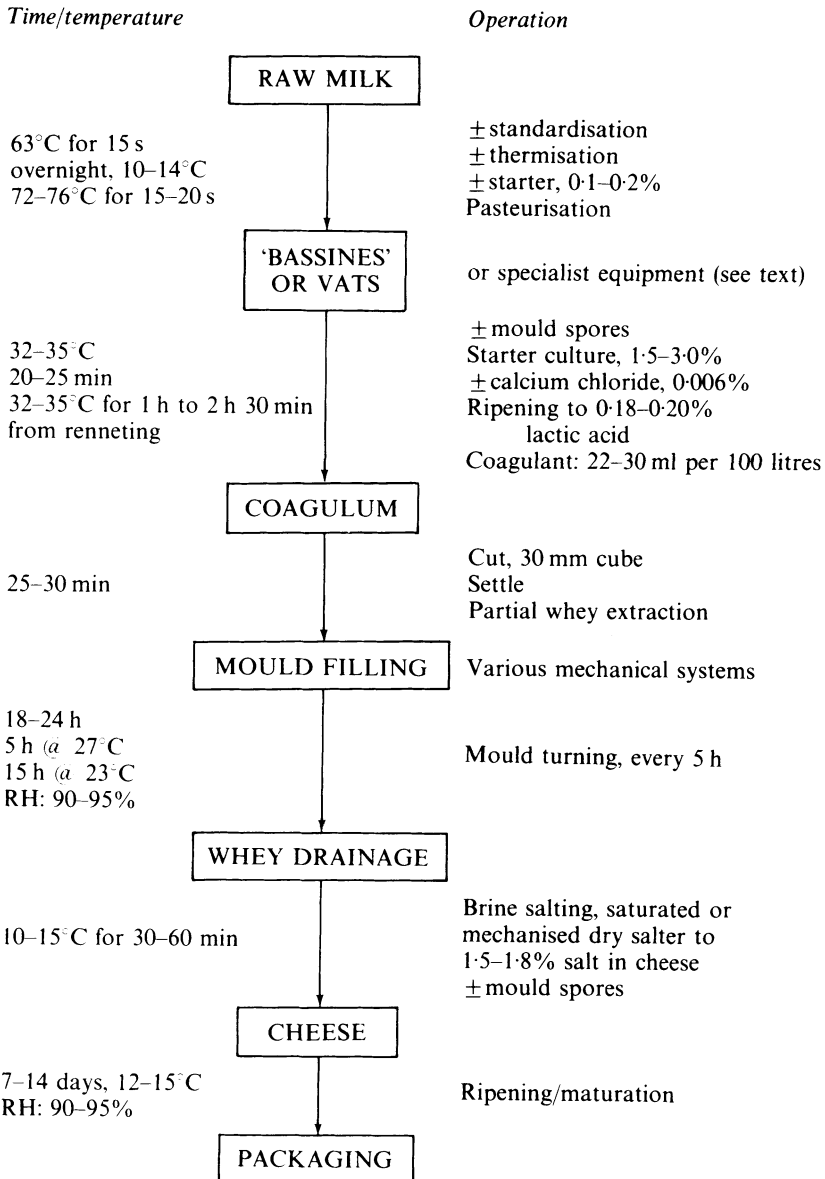 Time/temperature
Operation
RAW MILK
63°C for 15 s
overnight, 10–14°C
72–76°C for 15–20 s
±standardisation
±thermisation
±starter, 0·1–0·2%
Pasteurisation
‘BASSINES’
OR VATS
or specialist equipment (see text)
32–35°C
20–25 min
32–35°C for 1 h to 2 h 30 min
from renneting
±mould spores
Starter culture, 1·5–3·0%
±calcium chloride, 0·006%
Ripening to 0·18–0·20%
lactic acid
Coagulant: 22–30 ml per 100 litres
COAGULUM
25–30 min
Cut, 30 mm cube
Settle
Partial whey extraction
MOULD FILLING
Various mechanical systems
18–24 h
5 h @ 27°C
15 h @ 23°C
RH: 90–95%
Mould turning, every 5 h
WHEY DRAINAGE
10–15°C for 30–60 min
Brine salting, saturated or
mechanised dry salter to
1·5–1·8% salt in cheese
±mould spores
CHEESE
7–14 days, 12–15°C
RH: 90–95%
Ripening/maturation
PACKAGING